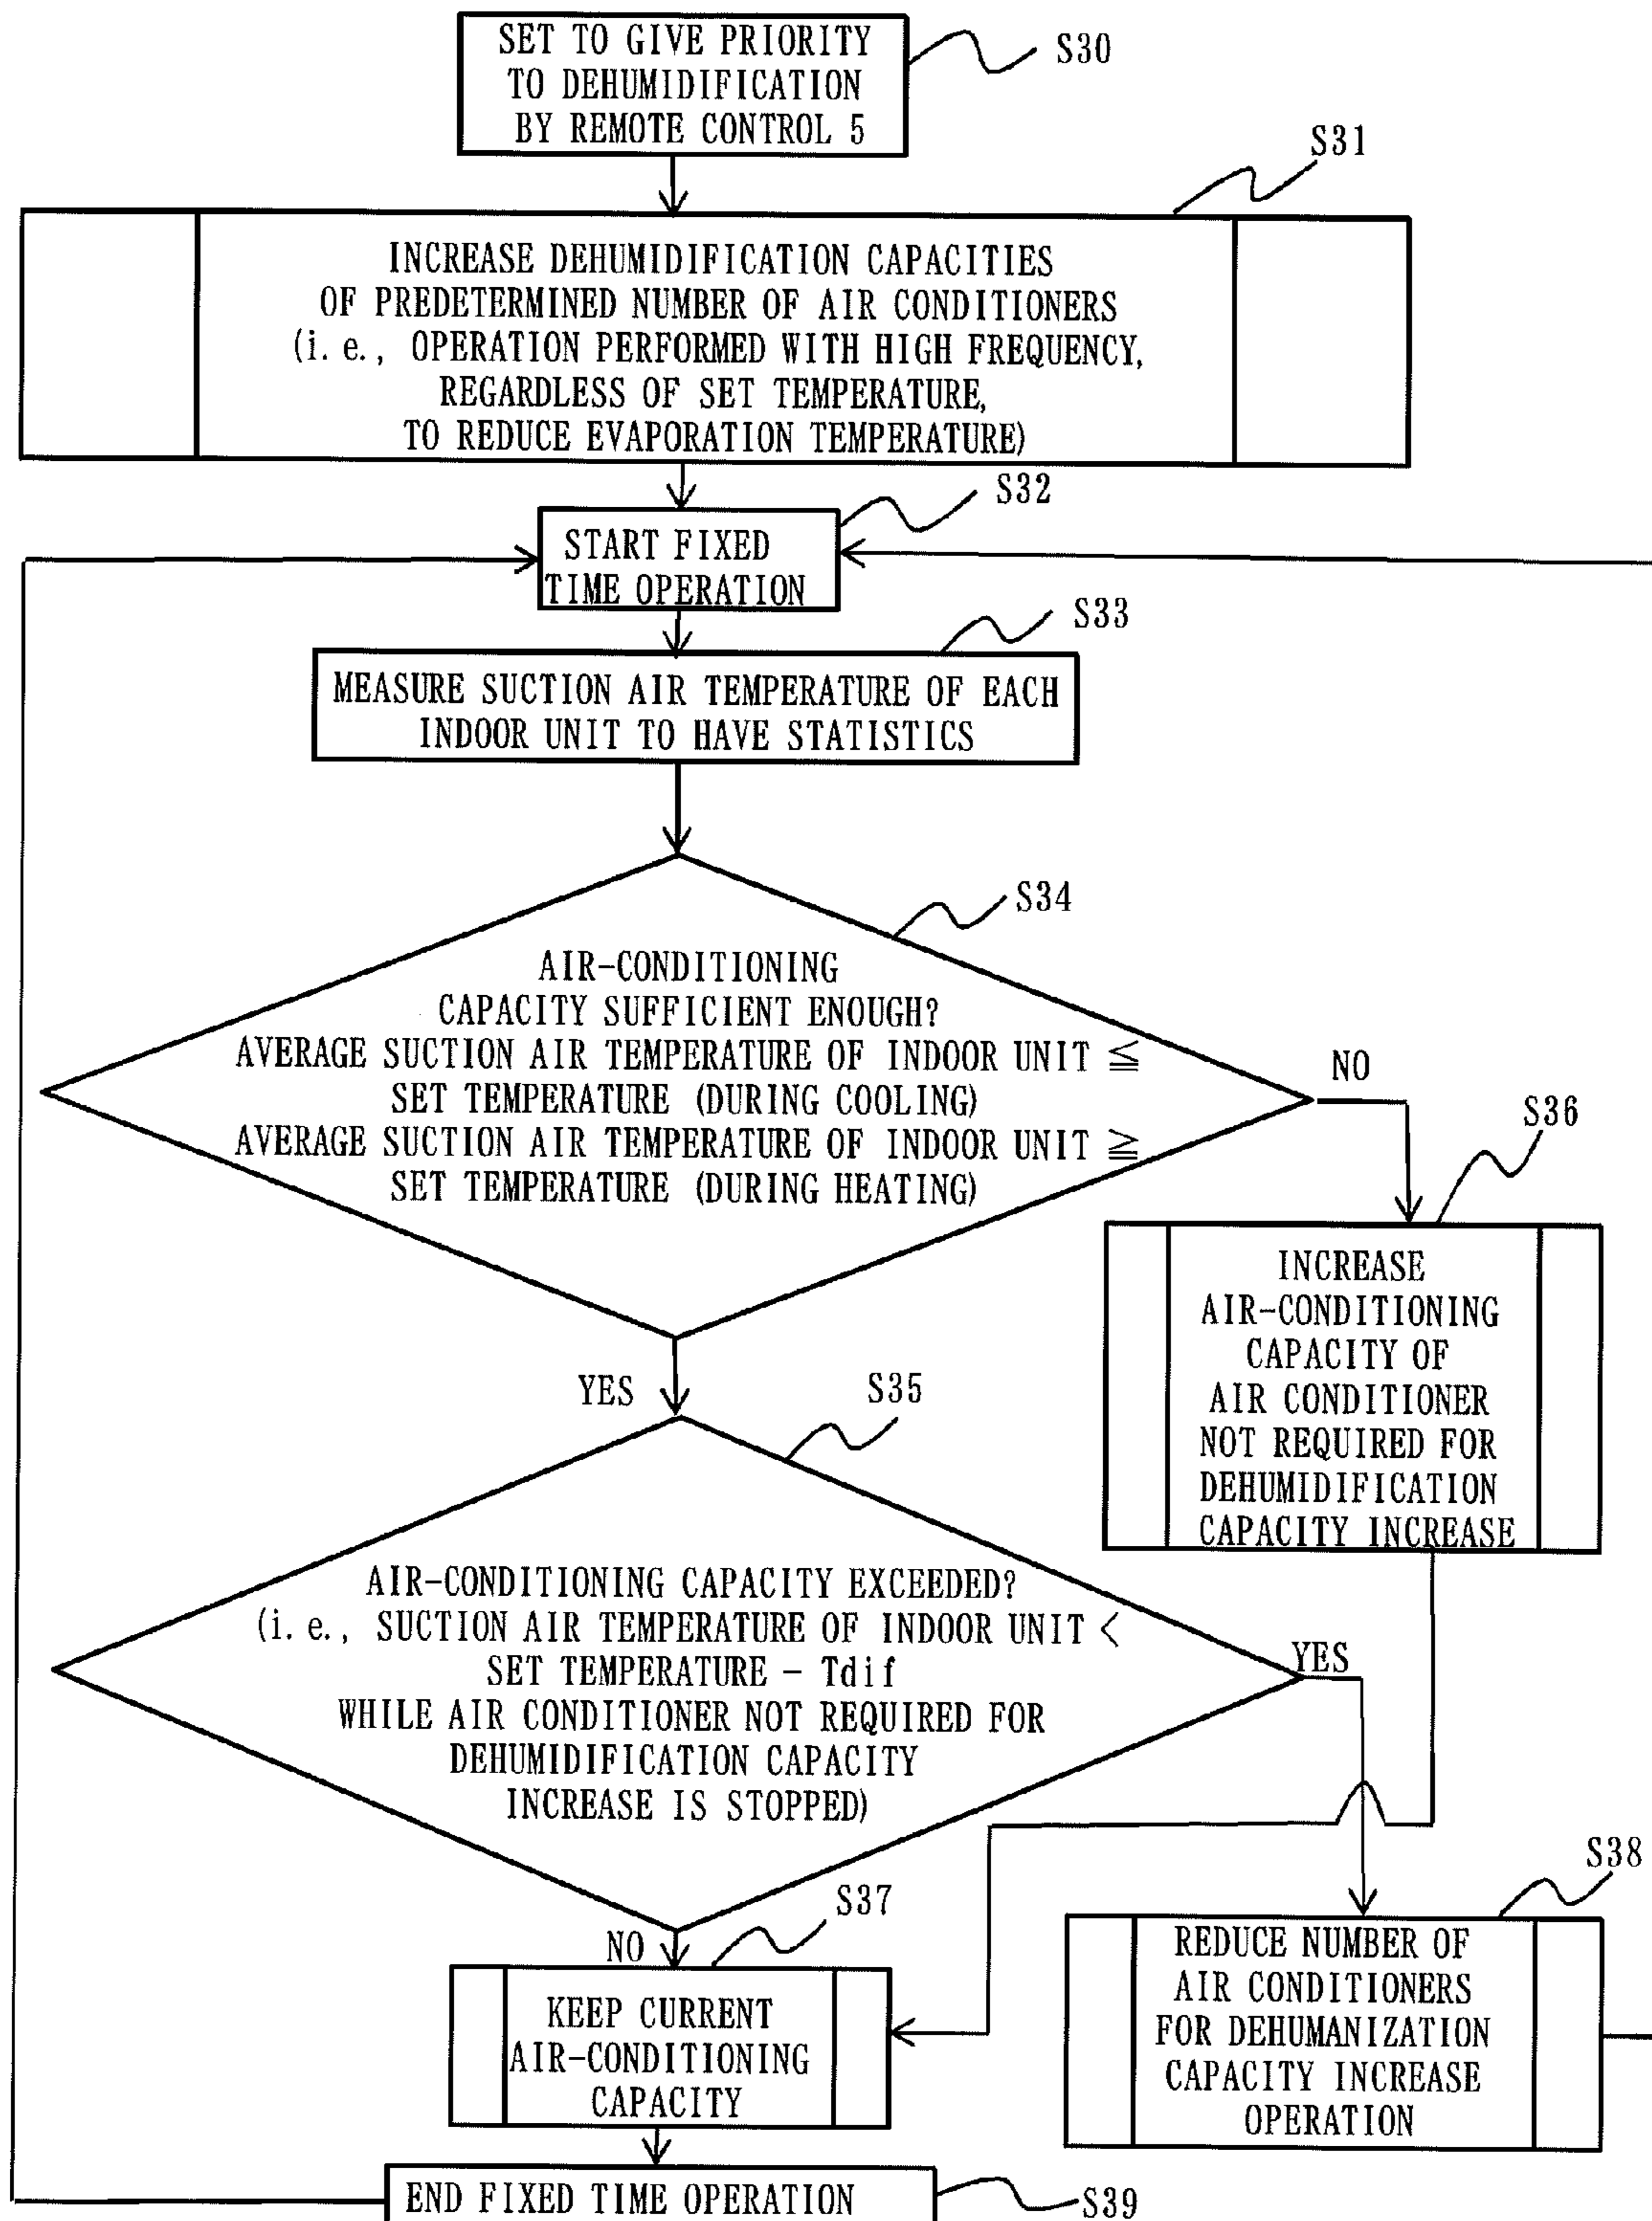 SET TO GIVE PRIORITY
TO DEHUMIDIFICATION
BY REMOTE CONTROL 5
S30
S31
INCREASE DEHUMIDIFICATION CAPACITIES
OF PREDETERMINED NUMBER OF AIR CONDITIONERS
(i.e., OPERATION PERFORMED WITH HIGH FREQUENCY,
REGARDLESS OF SET TEMPERATURE,
TO REDUCE EVAPORATION TEMPERATURE)
S32
START FIXED
TIME OPERATION
S33
MEASURE SUCTION AIR TEMPERATURE OF EACH
INDOOR UNIT TO HAVE STATISTICS
S34
AIR-CONDITIONING
CAPACITY SUFFICIENT ENOUGH?
AVERAGE SUCTION AIR TEMPERATURE OF INDOOR UNIT ≦
SET TEMPERATURE (DURING COOLING)
AVERAGE SUCTION AIR TEMPERATURE OF INDOOR UNIT ≧
SET TEMPERATURE (DURING HEATING)
NO
S36
INCREASE
AIR-CONDITIONING
CAPACITY OF
AIR CONDITIONER
NOT REQUIRED FOR
DEHUMIDIFICATION
CAPACITY INCREASE
YES
S35
AIR-CONDITIONING CAPACITY EXCEEDED?
(i.e., SUCTION AIR TEMPERATURE OF INDOOR UNIT <
SET TEMPERATURE - Tdif
WHILE AIR CONDITIONER NOT REQUIRED FOR
DEHUMIDIFICATION CAPACITY
INCREASE IS STOPPED)
YES
S38
REDUCE NUMBER OF
AIR CONDITIONERS
FOR DEHUMANIZATION
CAPACITY INCREASE
OPERATION
NO
S37
KEEP CURRENT
AIR-CONDITIONING
CAPACITY
END FIXED TIME OPERATION
S39